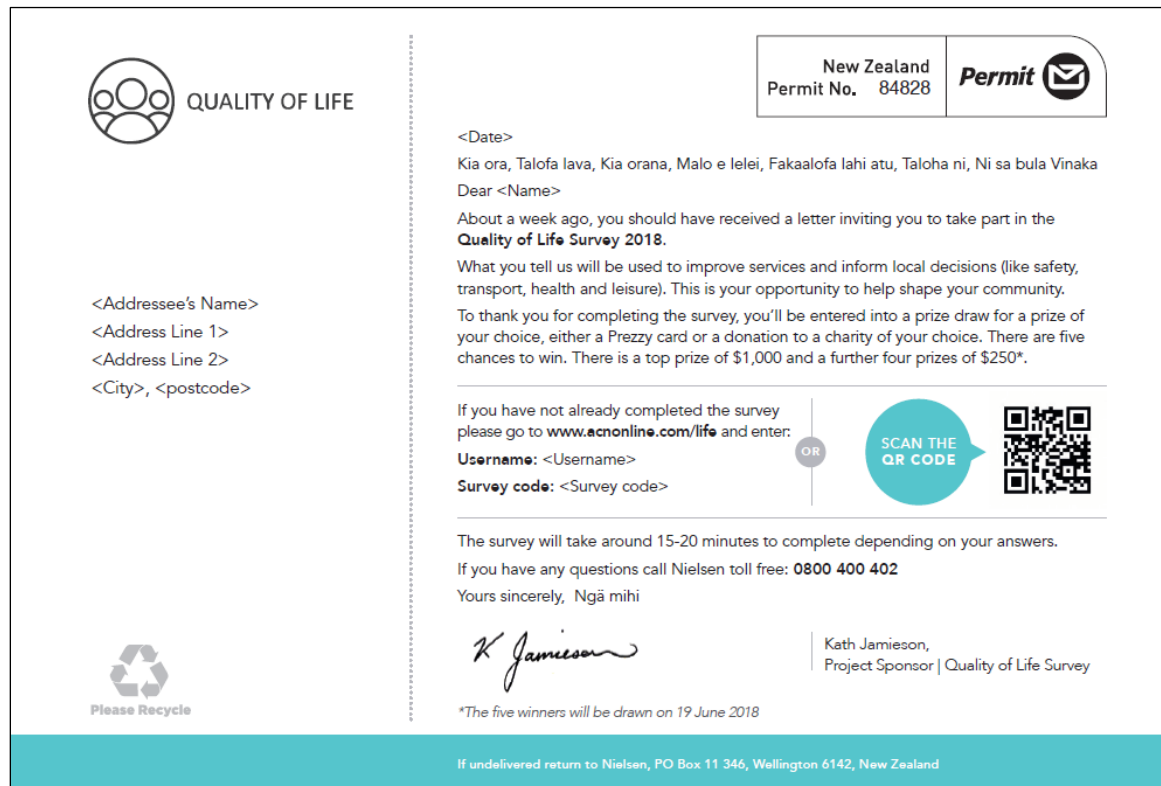 QUALITY OF LIFE
New Zealand
Permit No. 84828
Permit
<Date>
Kia ora, Talofa lava, Kia orana, Malo e lelei, Fakaalofa lahi atu, Taloha ni, Ni sa bula Vinaka
Dear <Name>
About a week ago, you should have received a letter inviting you to take part in the
Quality of Life Survey 2018.
What you tell us will be used to improve services and inform local decisions (like safety,
transport, health and leisure). This is your opportunity to help shape your community.
To thank you for completing the survey, you'll be entered into a prize draw for a prize of
your choice, either a Prezzy card or a donation to a charity of your choice. There are five
chances to win. There is a top prize of $1,000 and a further four prizes of $250*.
<Addressee's Name>
<Address Line 1>
<Address Line 2>
<City>, <postcode>
If you have not already completed the survey
please go to www.acnonline.com/life and enter:
Username: <Username>
Survey code: <Survey code>
OR
SCAN THE
QR CODE
The survey will take around 15-20 minutes to complete depending on your answers.
If you have any questions call Nielsen toll free: 0800 400 402
Yours sincerely, Ngä mihi
K Jamieson
Kath Jamieson,
Project Sponsor | Quality of Life Survey
Please Recycle
*The five winners will be drawn on 19 June 2018
If undelivered return to Nielsen, PO Box 11 346, Wellington 6142, New Zealand